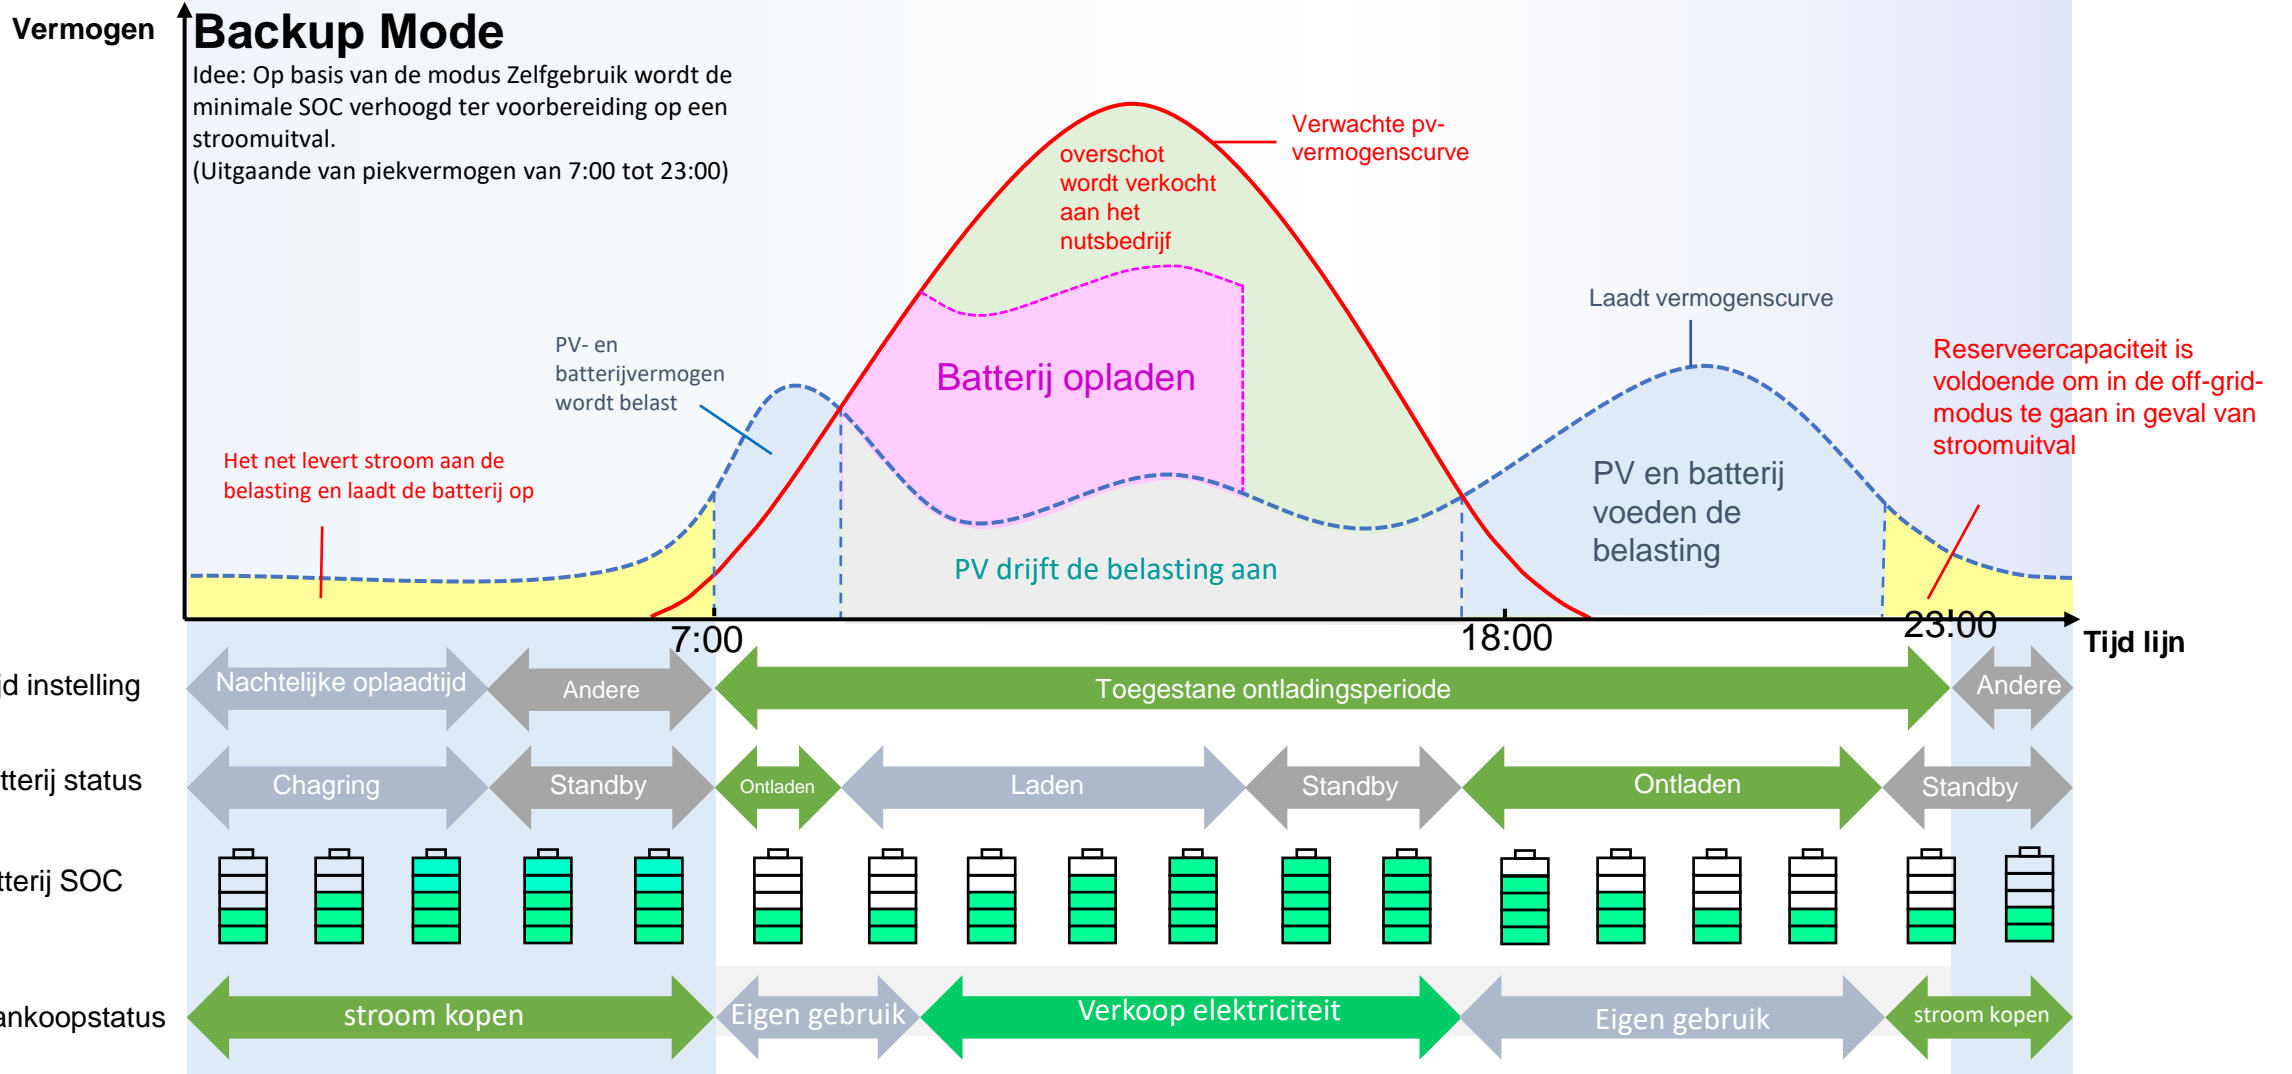 Vermogen
Backup Mode
Idee: Op basis van de modus Zelfgebruik wordt de
minimale SOC verhoogd ter voorbereiding op een
stroomuitval.
(Uitgaande van piekvermogen van 7:00 tot 23:00)
Verwachte pv-
vermogenscurve
overschot
wordt verkocht
aan het
nutsbedrijf
Laadt vermogenscurve
PV- en
batterijvermogen
wordt belast
Batterij opladen
Reserveercapaciteit is
voldoende om in de off-grid-
modus te gaan in geval van
stroomuitval
Het net levert stroom aan de
belasting en laadt de batterij op
PV en batterij
voeden de
belasting
PV drijft de belasting aan
7:00
18:00
23:00
Tijd lijn
jd instelling
Nachtelijke oplaadtijd
Andere
Toegestane ontladingsperiode
Andere
tterij status
Chagring
Standby
Ontladen
Laden
Standby
Ontladen
Standby
tterij SOC
ankoopstatus
stroom kopen
Eigen gebruik
Verkoop elektriciteit
Eigen gebruik
stroom kopen